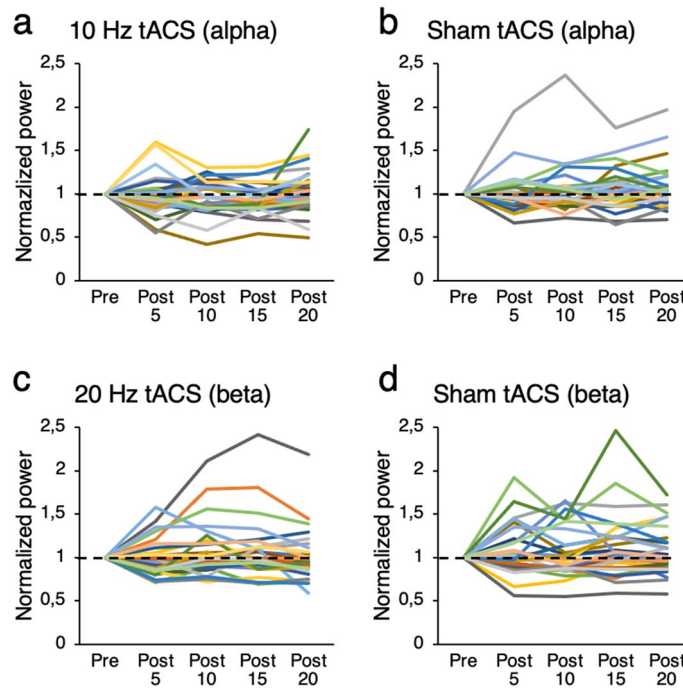 a 10 Hz tACS (alpha)
Normazlized power
2,5
2
1,5
1
0,5
0
Pre Post Post Post Post
5 10 15 20
b Sham tACS (alpha)
Normalized power
2,5
2
1,5
1
0,5
0
Pre Post Post Post Post
5 10 15 20
c 20 Hz tACS (beta)
Normalized power
2,5
2
1,5
1
0,5
0
Pre Post Post Post Post
5 10 15 20
d Sham tACS (beta)
Normalized power
2,5
2
1,5
1
0,5
0
Pre Post Post Post Post
5 10 15 20